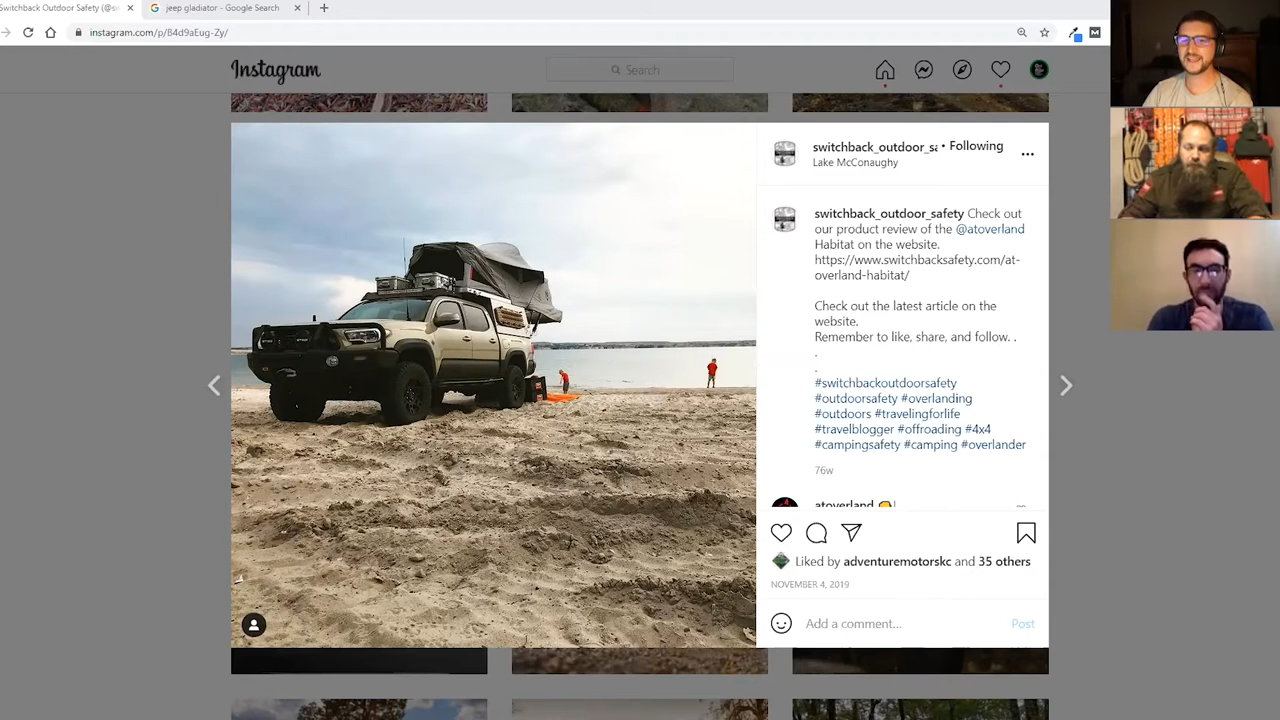 Switchback Outdoor Safety (@sw
jeep gladiator - Google Search
instagram.com/p/B4d9aEug-Zy/
Instagram
Search
switchback_outdoor_sa • Following
Lake McConaughy
switchback_outdoor_safety Check out
our product review of the @atoverland
Habitat on the website.
https://www.switchbacksafety.com/at-
overland-habitat/
Check out the latest article on the
website.
Remember to like, share, and follow. .
.
.
#switchbackoutdoorsafety
#outdoorsafety #overlanding
#outdoors #travelingforlife
#travelblogger #offroading #4x4
#campingsafety #camping #overlander
76w
atoverland
Liked by adventuremotorskc and 35 others
NOVEMBER 4, 2019
Add a comment...
Post